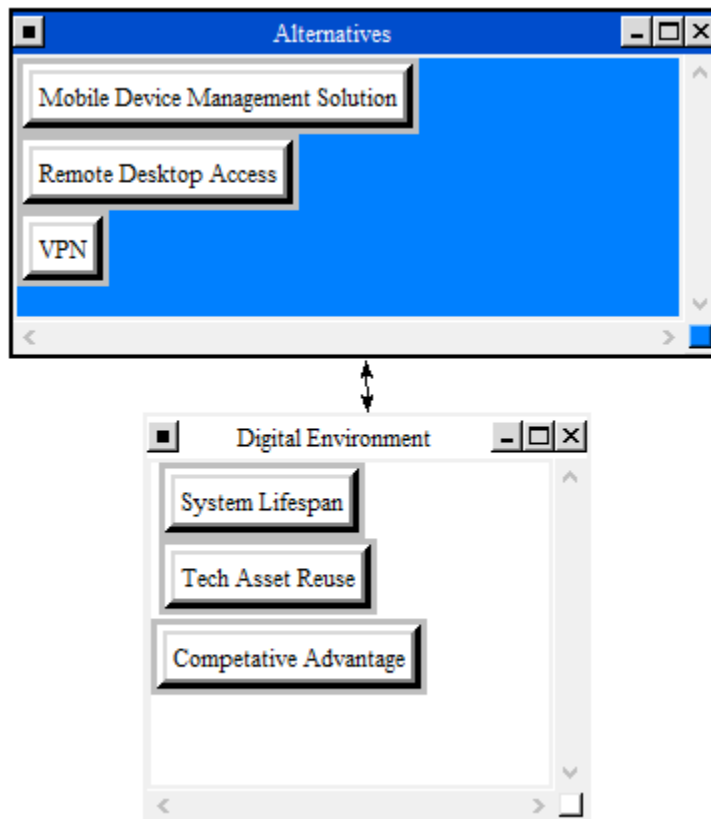 Alternatives
Mobile Device Management Solution
Remote Desktop Access
VPN
Digital Environment
System Lifespan
Tech Asset Reuse
Competative Advantage